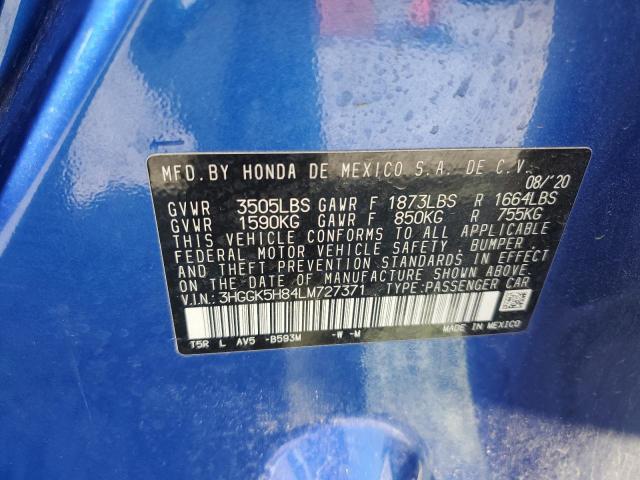 MFD. BY HONDA DE MEXICO S.A. DE C.V.
08/'20
GVWR 3505LBS GAWR F 1873LBS R 1664LBS
GVWR 1590KG GAWR F 850KG R 755KG
THIS VEHICLE CONFORMS TO ALL APPLICABLE
FEDERAL MOTOR VEHICLE SAFETY, BUMPER,
AND THEFT PREVENTION STANDARDS IN EFFECT
ON THE DATE OF MANUFACTURE SHOWN ABOVE.
V.I.N: 3HGGK5H84LM727371 TYPE:PASSENGER CAR
T5R L AV5 -B593M -W -M MADE IN MEXICO